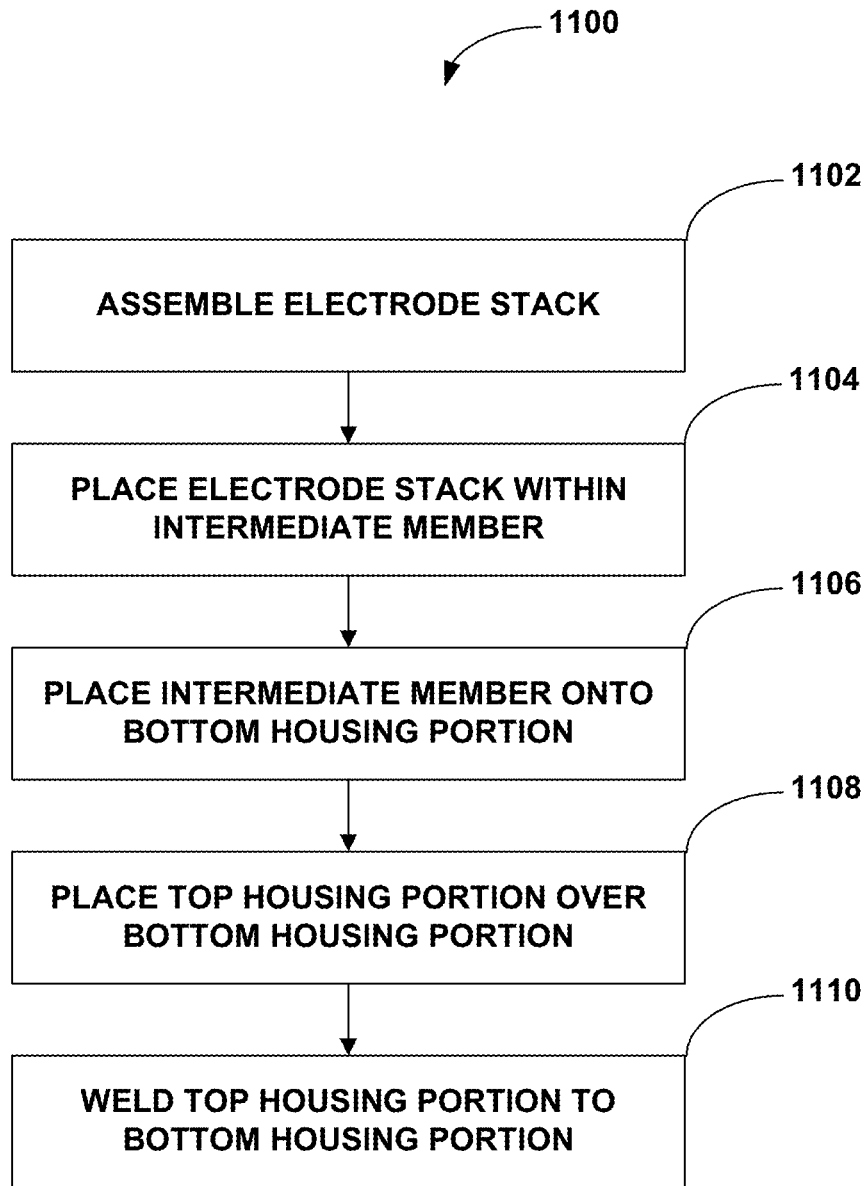 1100
1102
ASSEMBLE ELECTRODE STACK
1104
PLACE ELECTRODE STACK WITHIN
INTERMEDIATE MEMBER
1106
PLACE INTERMEDIATE MEMBER ONTO
BOTTOM HOUSING PORTION
1108
PLACE TOP HOUSING PORTION OVER
BOTTOM HOUSING PORTION
1110
WELD TOP HOUSING PORTION TO
BOTTOM HOUSING PORTION